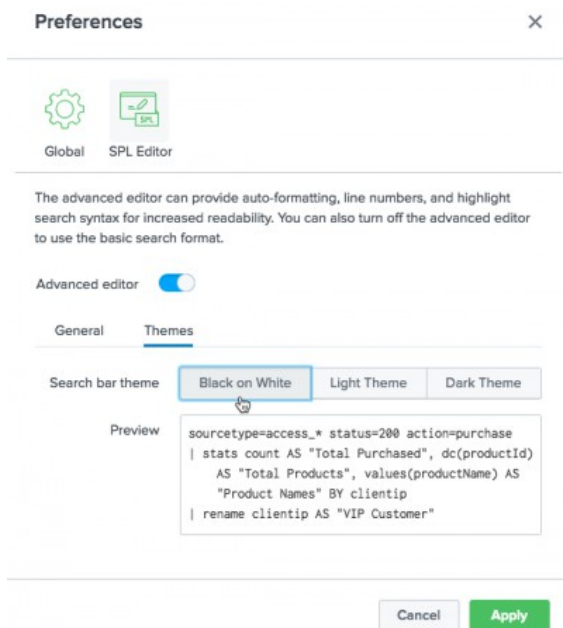 Preferences
SPL
Global SPL Editor
The advanced editor can provide auto-formatting, line numbers, and highlight
search syntax for increased readability. You can also turn off the advanced editor
to use the basic search format.
Advanced editor
General Themes
Search bar theme Black on White Light Theme Dark Theme
Preview
sourcetype=access_* status=200 action=purchase
| stats count AS "Total Purchased", dc(productId)
AS "Total Products", values(productName) AS
"Product Names" BY clientip
| rename clientip AS "VIP Customer"
Cancel Apply